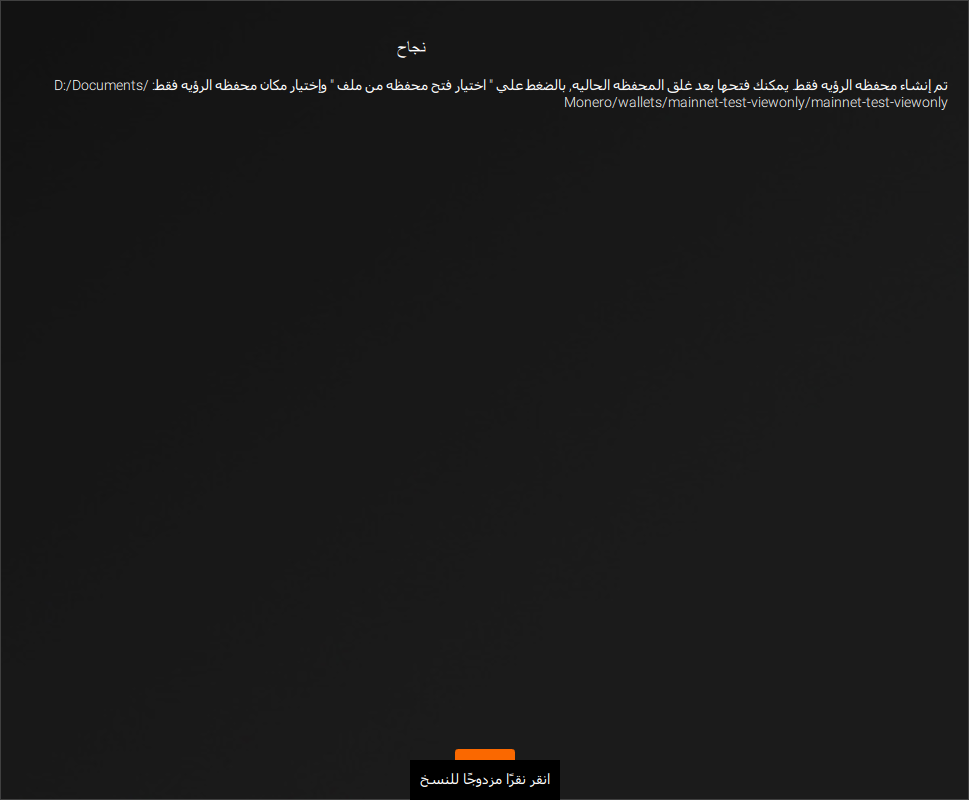 نجاح
تم إنشاء محفظه الرؤيه فقط. يمكنك فتحها بعد غلق المحفظه الحاليه, بالضغط علي " اختيار فتح محفظه من ملف " وإختيار مكان محفظه الرؤيه فقط: D:/Documents/
Monero/wallets/mainnet-test-viewonly/mainnet-test-viewonly
انقر نقرًا مزدوجًا للنسخ